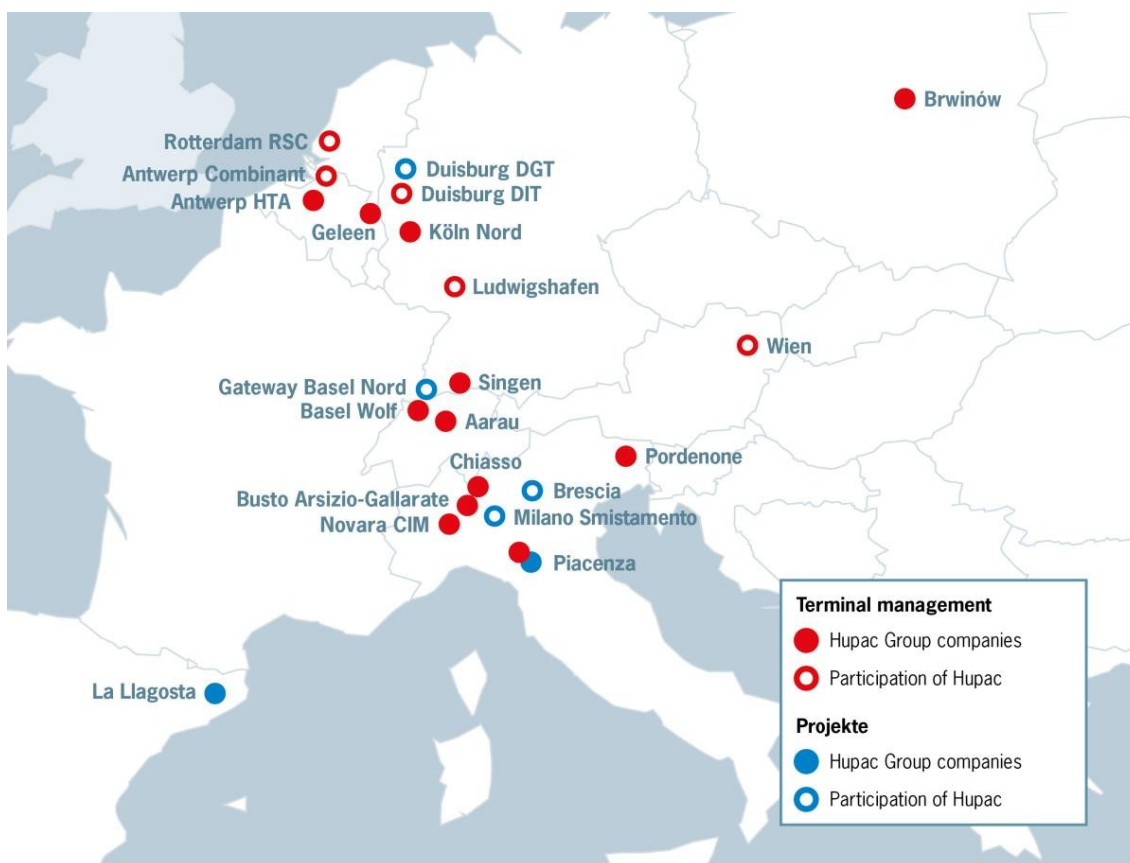 Brwinów
Rotterdam RSC
Duisburg DGT
Antwerp Combinant
Duisburg DIT
Antwerp HTA
Geleen
Köln Nord
Ludwigshafen
Wien
Gateway Basel Nord
Singen
Basel Wolf
Aarau
Pordenone
Chiasso
Brescia
Busto Arsizio-Gallarate
Milano Smistamento
Novara CIM
Piacenza
La Llagosta
Terminal management
Hupac Group companies
Participation of Hupac
Projekte
Hupac Group companies
Participation of Hupac